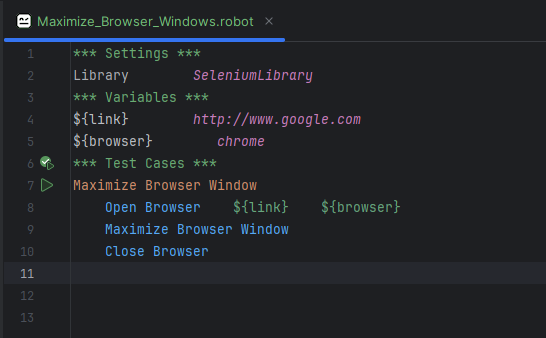 Maximize_Browser_Windows.robot
1 *** Settings ***
2 Library        SeleniumLibrary
3 *** Variables ***
4 ${link}        http://www.google.com
5 ${browser}        chrome
6 *** Test Cases ***
7 Maximize Browser Window
8     Open Browser    ${link}    ${browser}
9     Maximize Browser Window
10     Close Browser
11
12
13